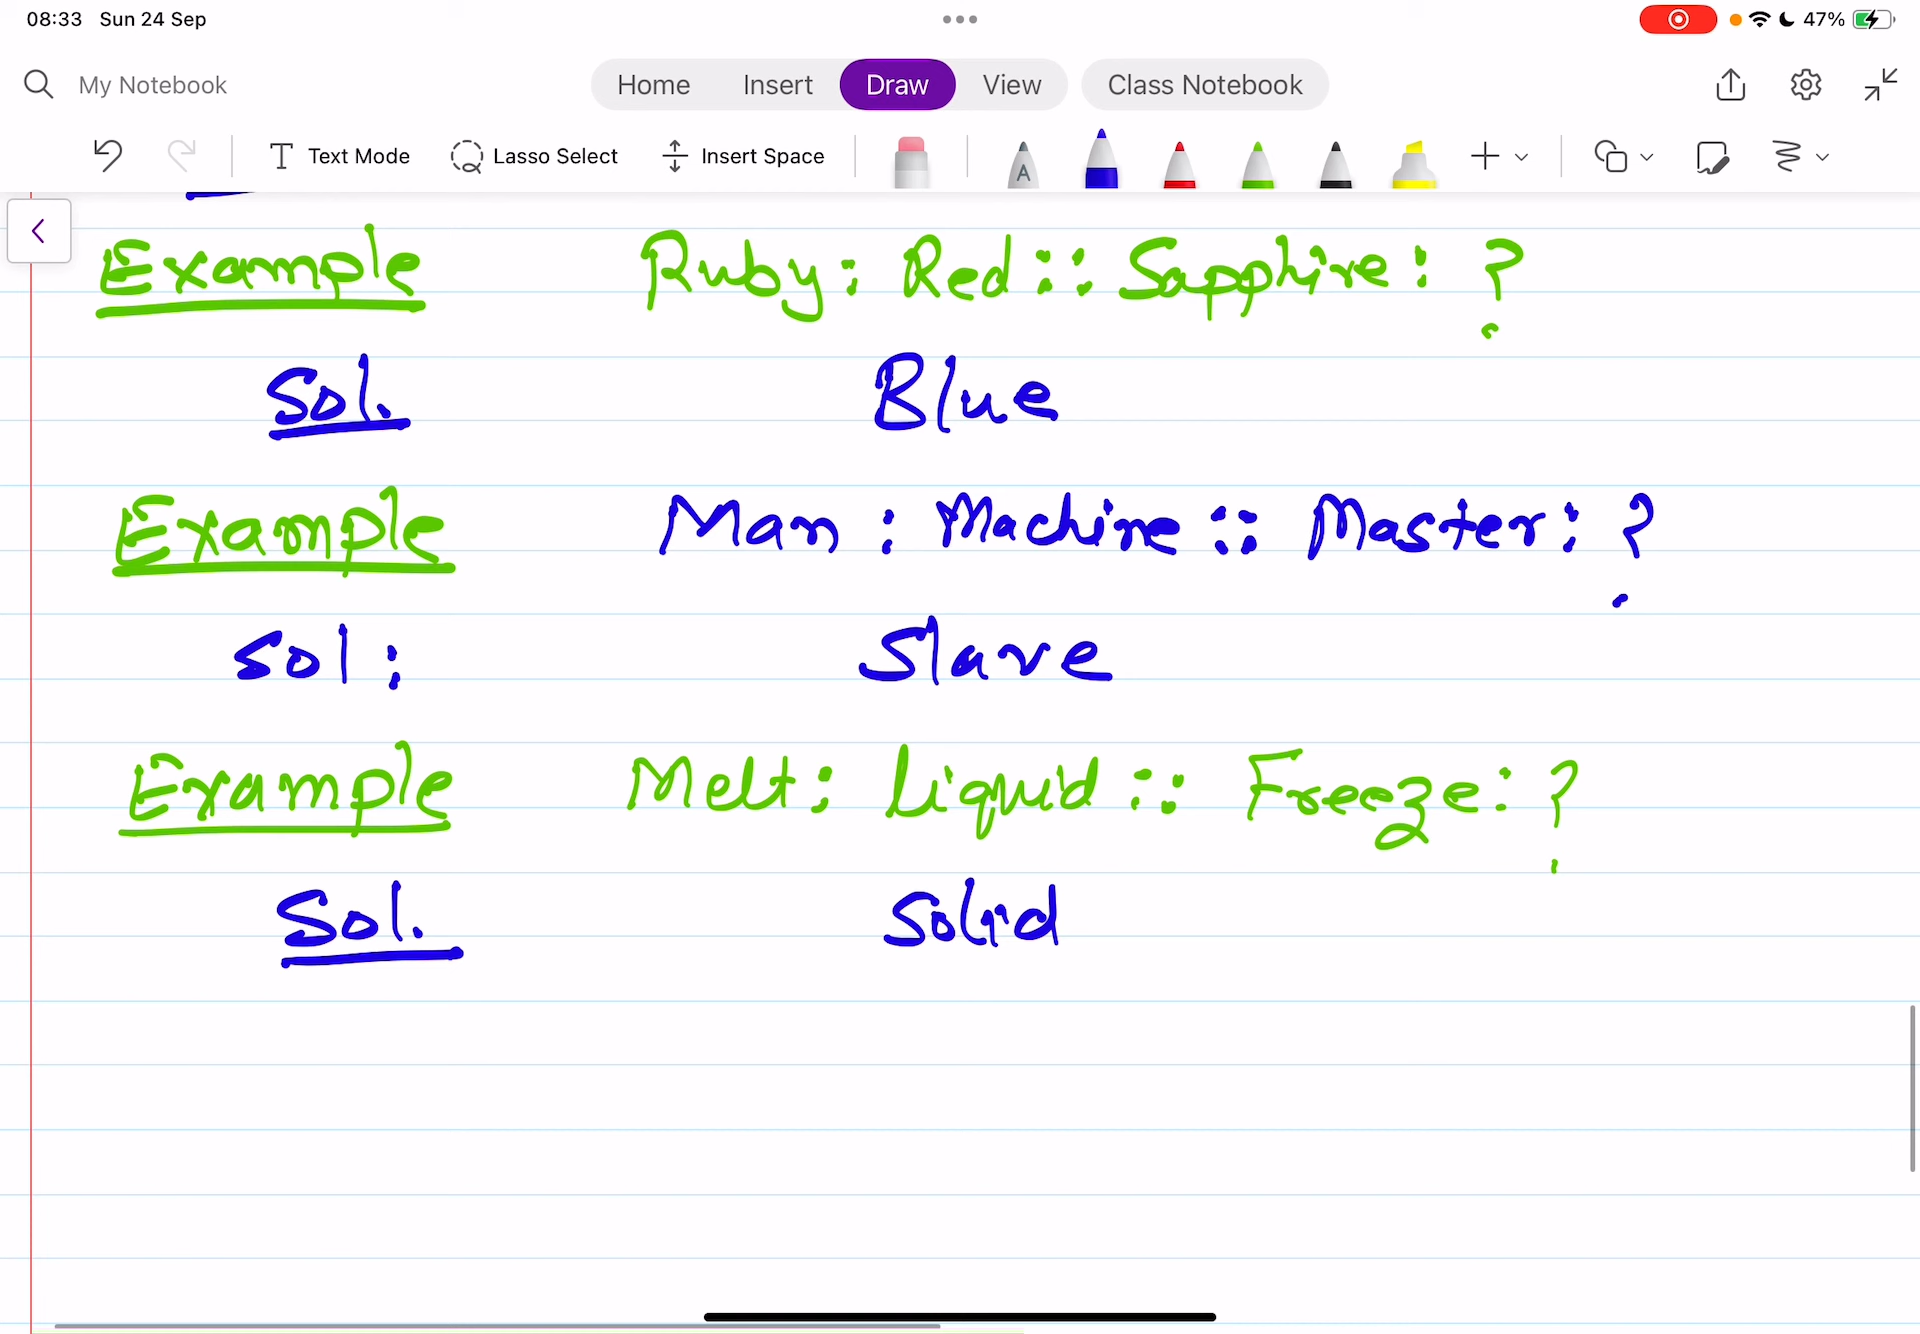 08:33 Sun 24 Sep 47%
My Notebook Home Insert Draw View Class Notebook
Text Mode Lasso Select Insert Space
Example Ruby: Red:: Sapphire: ?
Sol. Blue
Example Man : Machine :: Master: ?
Sol: Slave
Example Melt: Liquid :: Freeze: ?
Sol. Solid